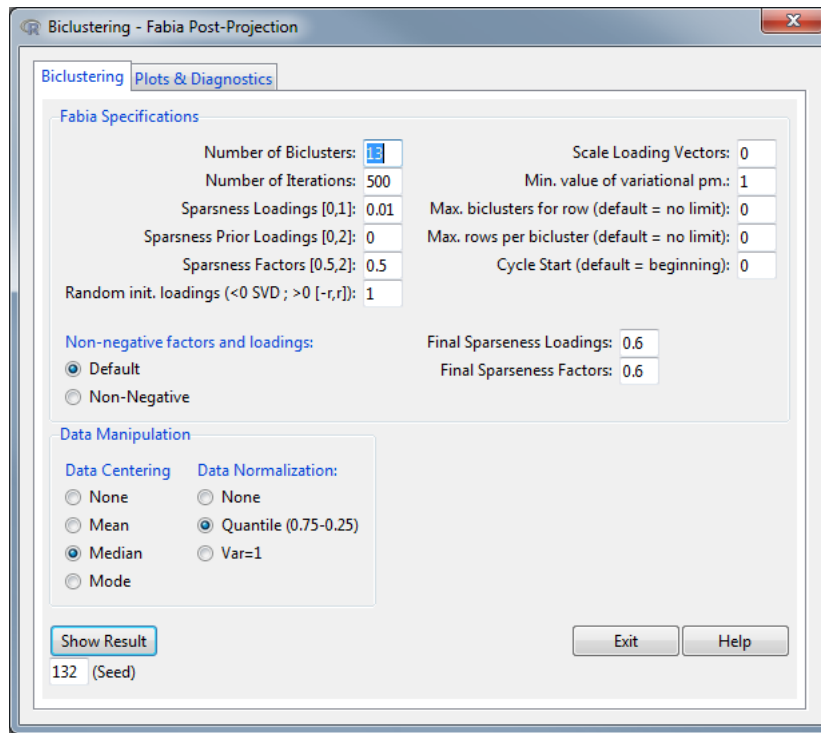 Biclustering - Fabia Post-Projection
Biclustering Plots & Diagnostics
Fabia Specifications
Number of Biclusters: 13 Scale Loading Vectors: 0
Number of Iterations: 500 Min. value of variational pm.: 1
Sparsness Loadings [0,1]: 0.01 Max. biclusters for row (default = no limit): 0
Sparsness Prior Loadings [0,2]: 0 Max. rows per bicluster (default = no limit): 0
Sparsness Factors [0.5,2]: 0.5 Cycle Start (default = beginning): 0
Random init. loadings (<0 SVD ; >0 [-r,r]): 1
Non-negative factors and loadings: Final Sparseness Loadings: 0.6
Default Final Sparseness Factors: 0.6
Non-Negative
Data Manipulation
Data Centering Data Normalization:
None None
Mean Quantile (0.75-0.25)
Median Var=1
Mode
Show Result Exit Help
132 (Seed)